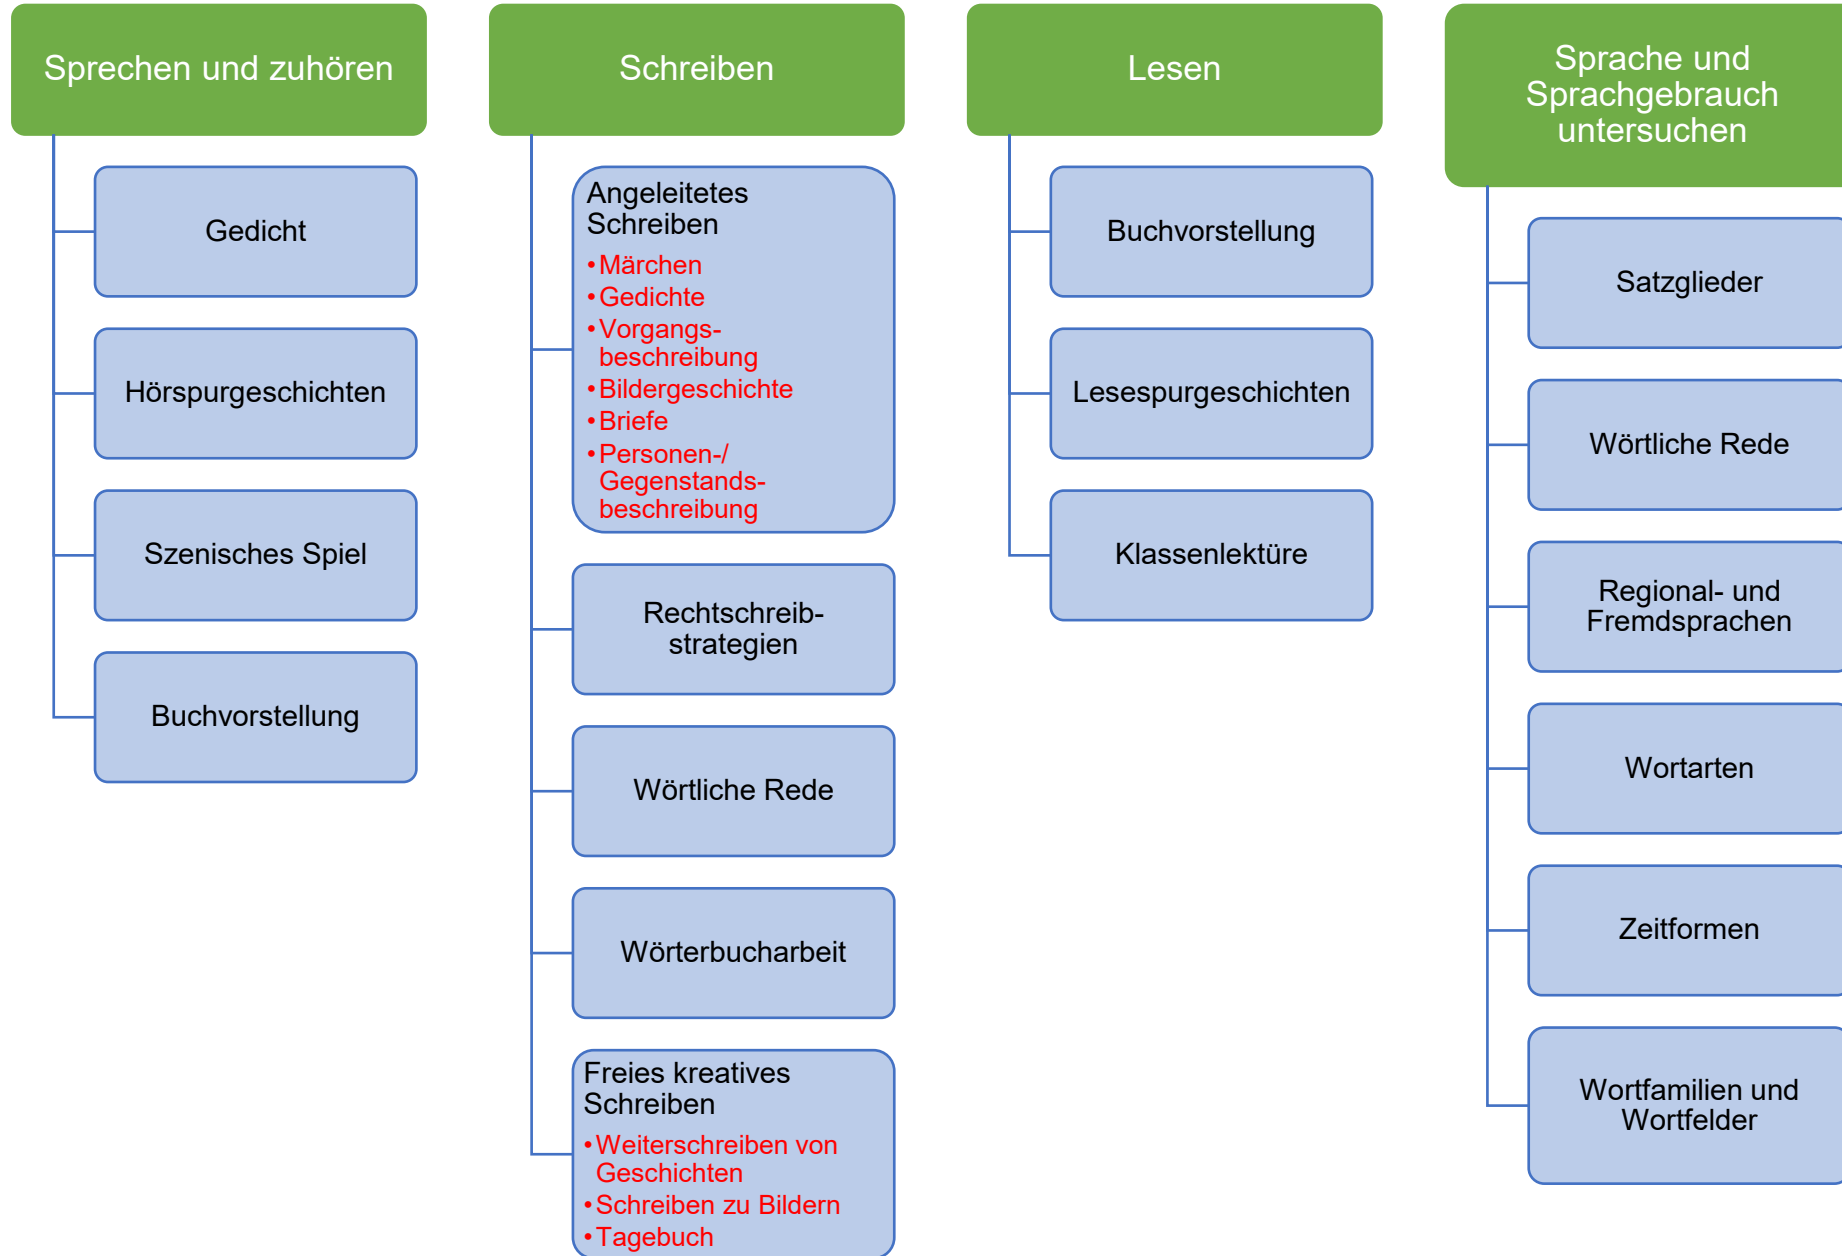 Sprechen und zuhören
Gedicht
Hörspurgeschichten
Szenisches Spiel
Buchvorstellung
Schreiben
Angeleitetes
Schreiben
•Märchen
•Gedichte
•Vorgangs-
beschreibung
•Bildergeschichte
•Briefe
•Personen-/
Gegenstands-
beschreibung
Rechtschreib-
strategien
Wörtliche Rede
Wörterbucharbeit
Freies kreatives
Schreiben
•Weiterschreiben von
Geschichten
•Schreiben zu Bildern
•Tagebuch
Lesen
Buchvorstellung
Lesespurgeschichten
Klassenlektüre
Sprache und
Sprachgebrauch
untersuchen
Satzglieder
Wörtliche Rede
Regional- und
Fremdsprachen
Wortarten
Zeitformen
Wortfamilien und
Wortfelder